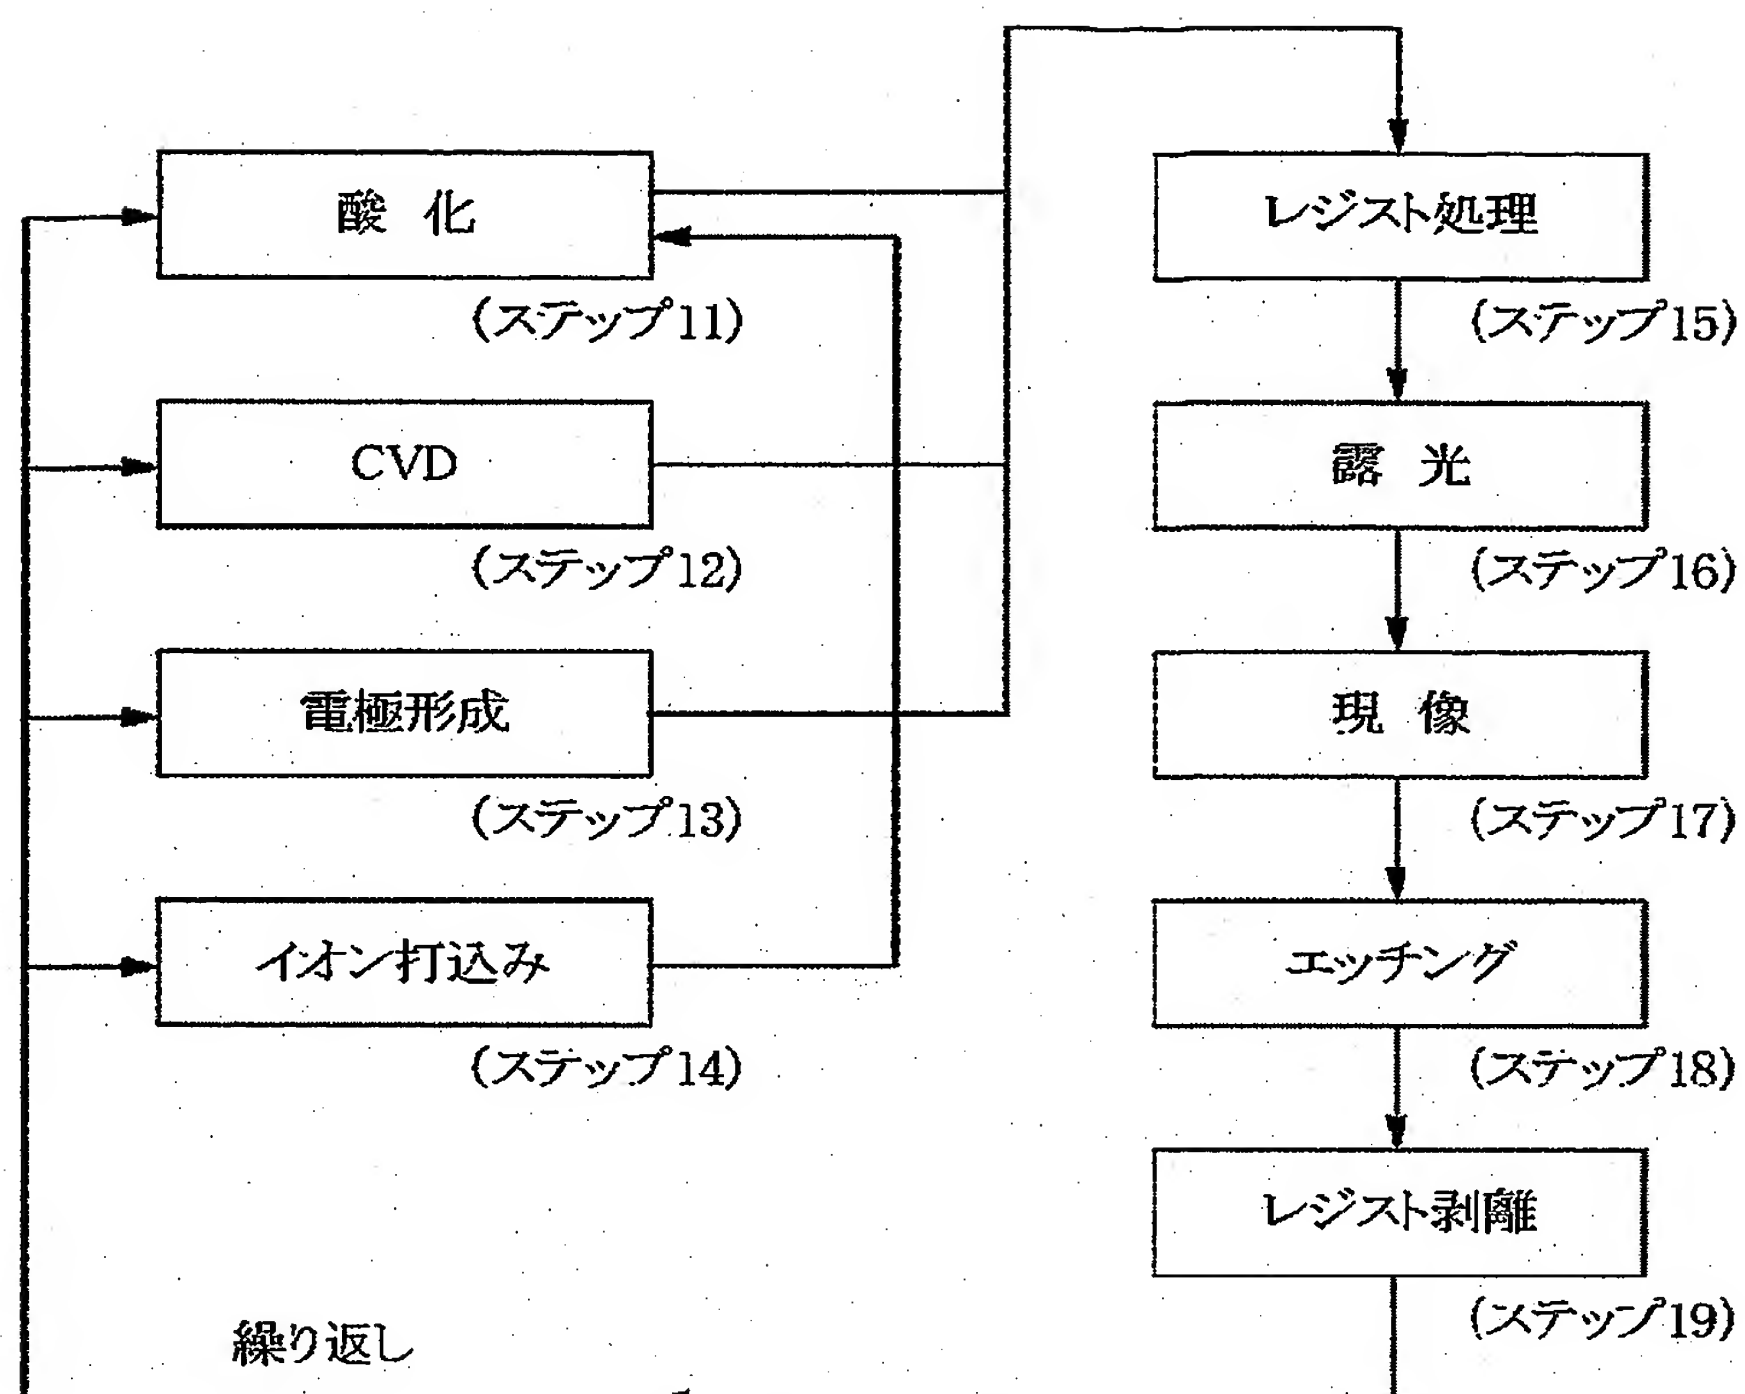 酸化
(ステップ11)
CVD
(ステップ12)
電極形成
(ステップ13)
イオン打込み
(ステップ14)
繰り返し
レジスト処理
(ステップ15)
露光
(ステップ16)
現像
(ステップ17)
エッチング
(ステップ18)
レジスト剥離
(ステップ19)